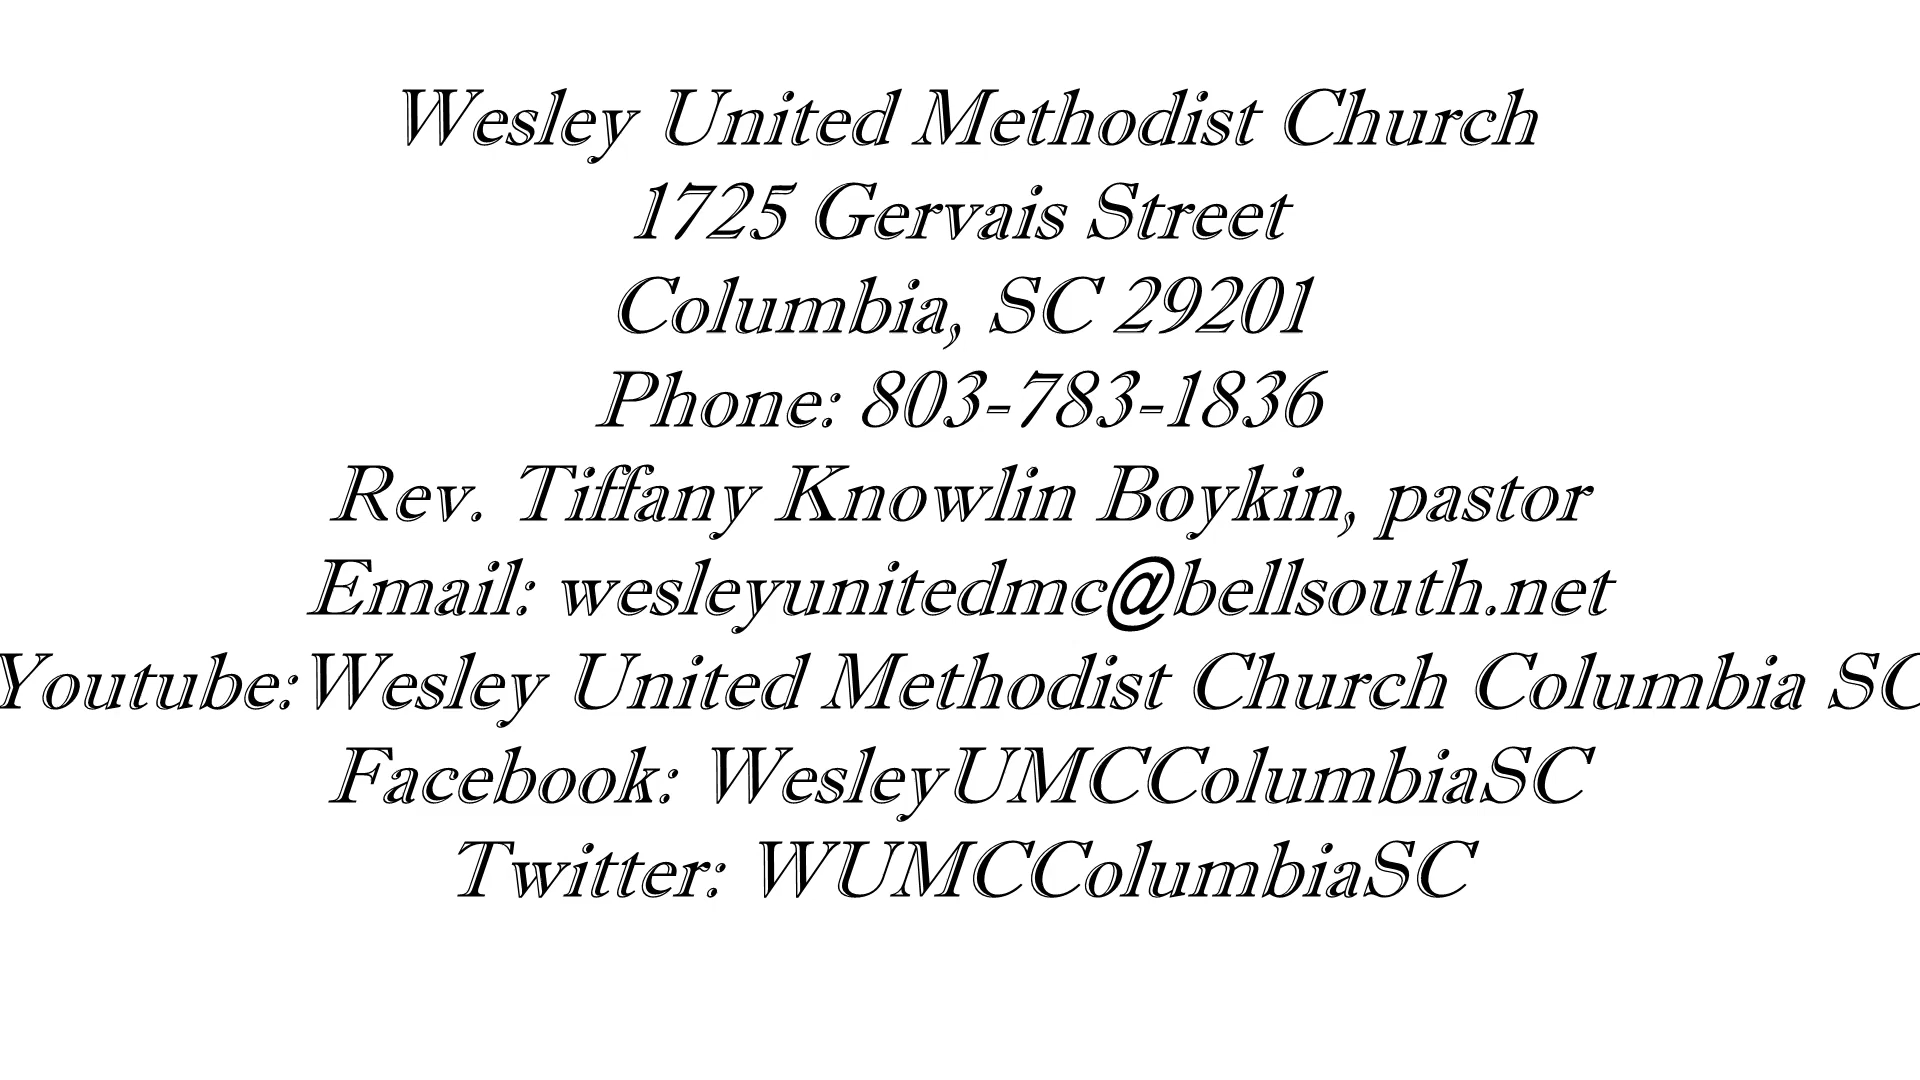 Wesley United Methodist Church
1725 Gervais Street
Columbia, SC 29201
Phone: 803-783-1836
Rev. Tiffany Knowlin Boykin, pastor
Email: wesleyunitedmc@bellsouth.net
Youtube:Wesley United Methodist Church Columbia SC
Facebook: WesleyUMCColumbiaSC
Twitter: WUMCColumbiaSC